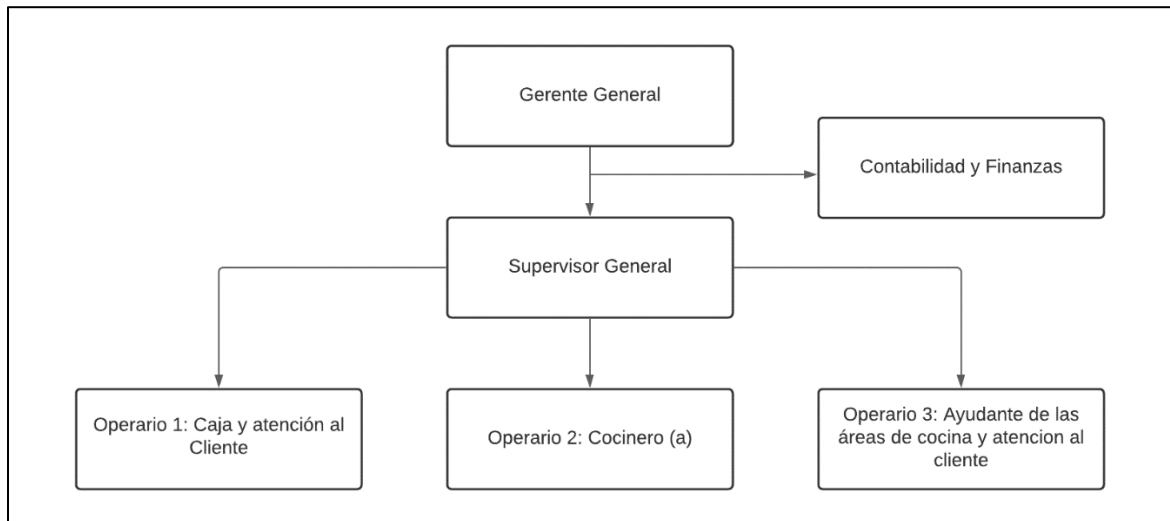 Gerente General
Contabilidad y Finanzas
Supervisor General
Operario 1: Caja y atención al
Cliente
Operario 2: Cocinero (a)
Operario 3: Ayudante de las
áreas de cocina y atencion al
cliente